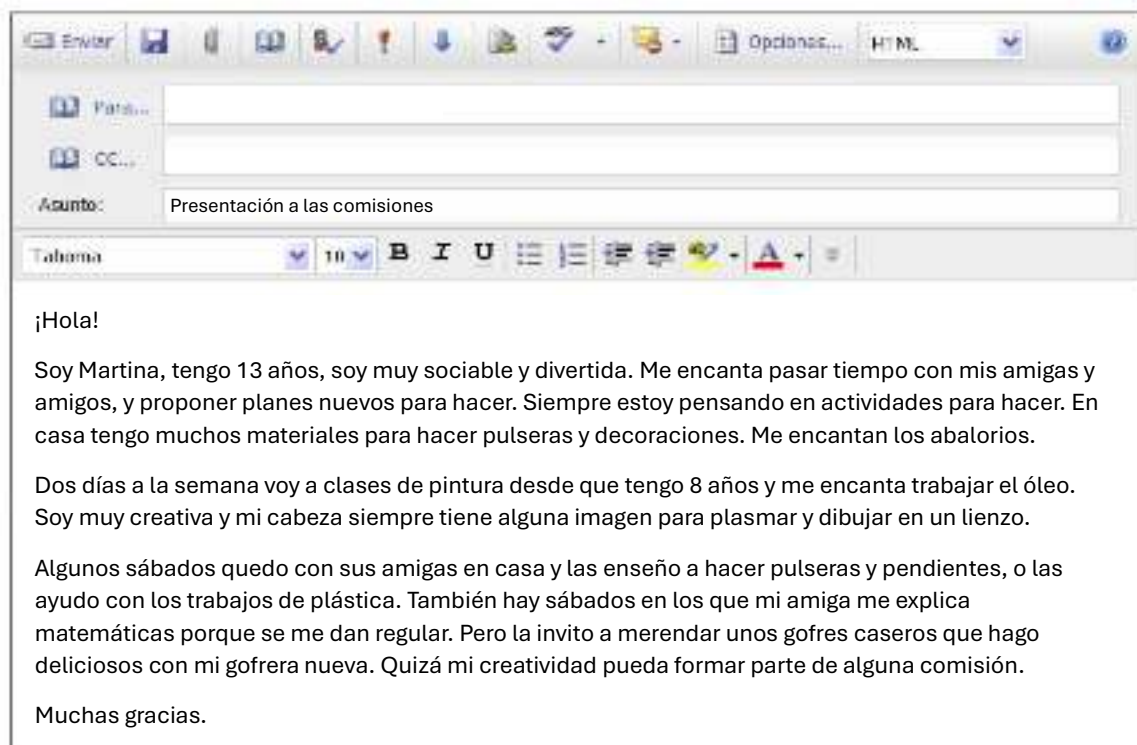 Enviar Opciones... HTML
Para...
CC...
Asunto: Presentación a las comisiones
Tahoma 10 B I U A
¡Hola!
Soy Martina, tengo 13 años, soy muy sociable y divertida. Me encanta pasar tiempo con mis amigas y
amigos, y proponer planes nuevos para hacer. Siempre estoy pensando en actividades para hacer. En
casa tengo muchos materiales para hacer pulseras y decoraciones. Me encantan los abalorios.
Dos días a la semana voy a clases de pintura desde que tengo 8 años y me encanta trabajar el óleo.
Soy muy creativa y mi cabeza siempre tiene alguna imagen para plasmar y dibujar en un lienzo.
Algunos sábados quedo con sus amigas en casa y las enseño a hacer pulseras y pendientes, o las
ayudo con los trabajos de plástica. También hay sábados en los que mi amiga me explica
matemáticas porque se me dan regular. Pero la invito a merendar unos gofres caseros que hago
deliciosos con mi gofrera nueva. Quizá mi creatividad pueda formar parte de alguna comisión.
Muchas gracias.